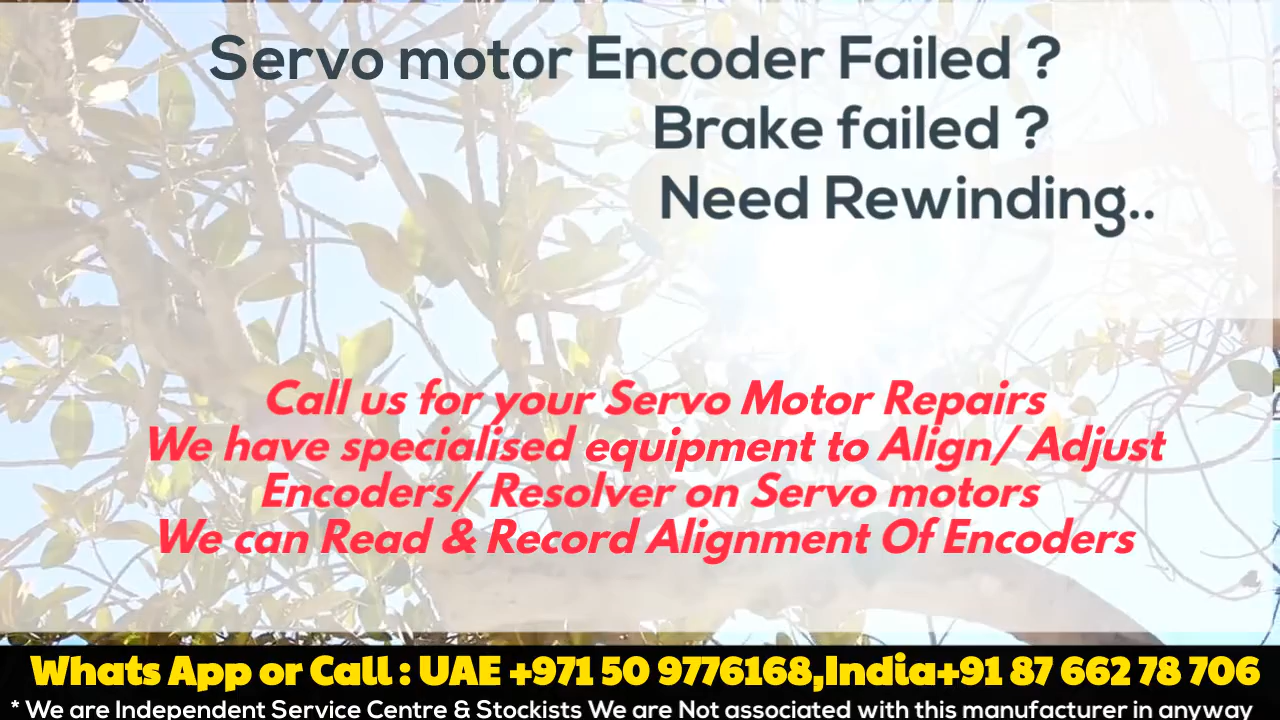 Servo motor Encoder Failed ?
Brake failed ?
Need Rewinding..
Call us for your Servo Motor Repairs
We have specialised equipment to Align/ Adjust
Encoders/ Resolver on Servo motors
We can Read & Record Alignment Of Encoders
Whats App or Call : UAE +971 50 9776168,India+91 87 662 78 706
* We are Independent Service Centre & Stockists We are Not associated with this manufacturer in anyway